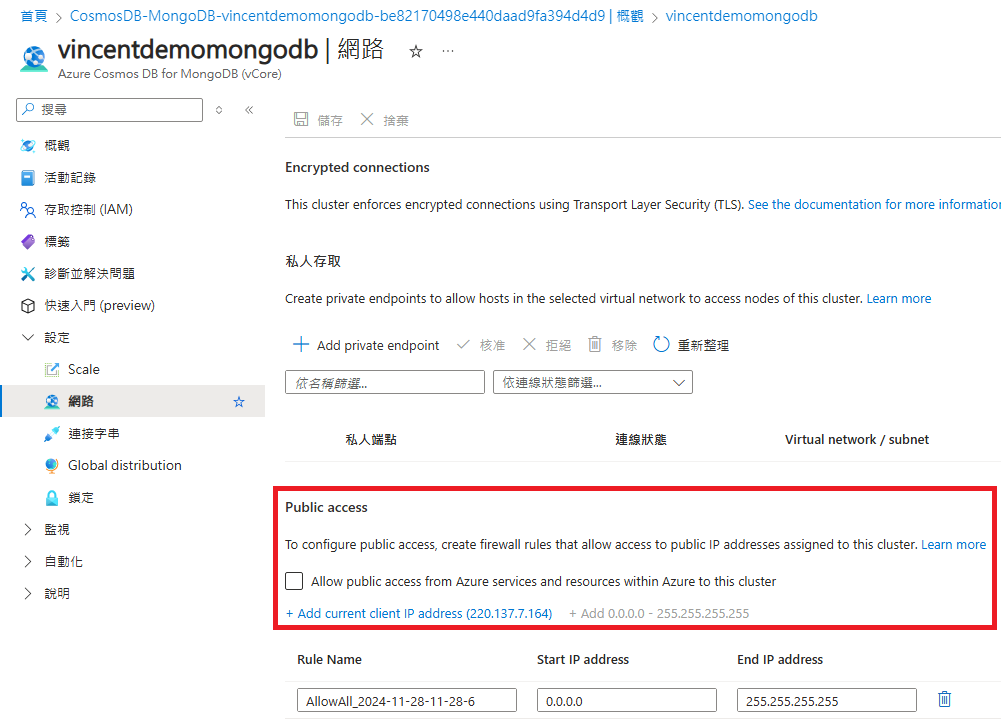 首頁 > CosmosDB-MongoDB-vincentdemomongodb-be82170498e440daad9fa394d4d9 | 概觀 > vincentdemomongodb
vincentdemomongodb | 網路
Azure Cosmos DB for MongoDB (vCore)
搜尋
概觀
活動記錄
存取控制 (IAM)
標籤
診斷並解決問題
快速入門 (preview)
設定
Scale
網路
連接字串
Global distribution
鎖定
監視
自動化
說明
儲存 捨棄
Encrypted connections
This cluster enforces encrypted connections using Transport Layer Security (TLS). See the documentation for more information
私人存取
Create private endpoints to allow hosts in the selected virtual network to access nodes of this cluster. Learn more
Add private endpoint 核准 拒絕 移除 重新整理
依名稱篩選... 依連線狀態篩選...
私人端點 連線狀態 Virtual network / subnet
Public access
To configure public access, create firewall rules that allow access to public IP addresses assigned to this cluster. Learn more
Allow public access from Azure services and resources within Azure to this cluster
+ Add current client IP address (220.137.7.164) + Add 0.0.0.0 - 255.255.255.255
Rule Name Start IP address End IP address
AllowAll_2024-11-28-11-28-6 0.0.0.0 255.255.255.255